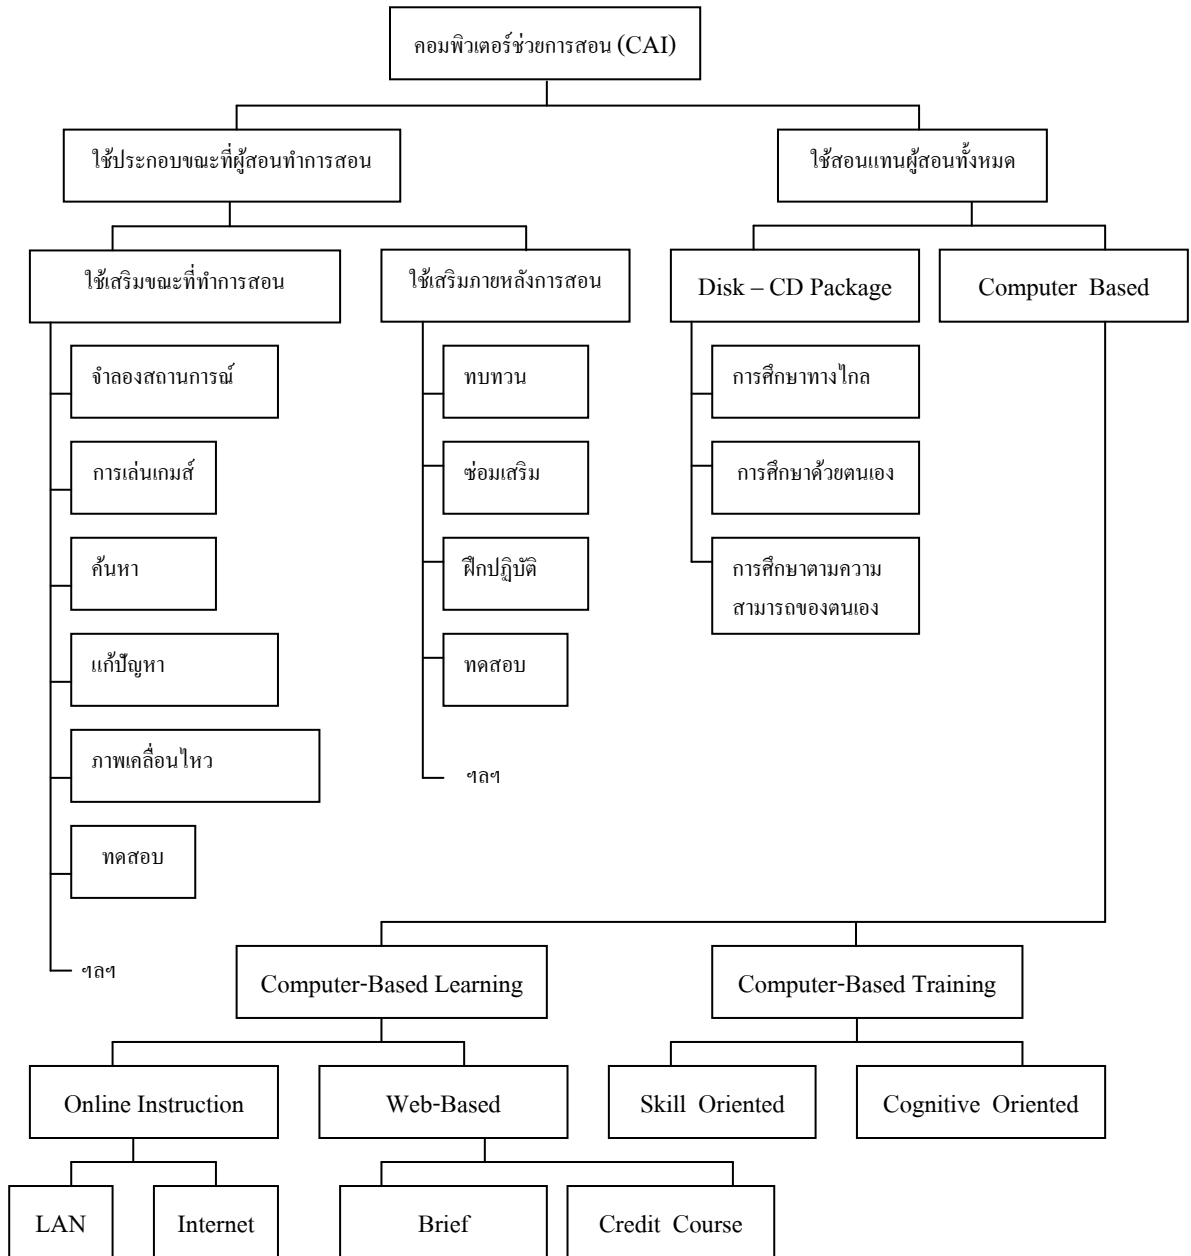 คอมพิวเตอร์ช่วยการสอน (CAI)
ใช้ประกอบขณะที่ผู้สอนทำการสอน
ใช้สอนแทนผู้สอนทั้งหมด
ใช้เสริมขณะที่ทำการสอน
ใช้เสริมภายหลังการสอน
Disk – CD Package
Computer Based
จำลองสถานการณ์
การเล่นเกมส์
ค้นหา
แก้ปัญหา
ภาพเคลื่อนไหว
ทดสอบ
ฯลฯ
ทบทวน
ซ่อมเสริม
ฝึกปฏิบัติ
ทดสอบ
ฯลฯ
การศึกษาทางไกล
การศึกษาด้วยตนเอง
การศึกษาตามความ
สามารถของตนเอง
Computer-Based Learning
Computer-Based Training
Online Instruction
Web-Based
Skill Oriented
Cognitive Oriented
LAN
Internet
Brief
Credit Course